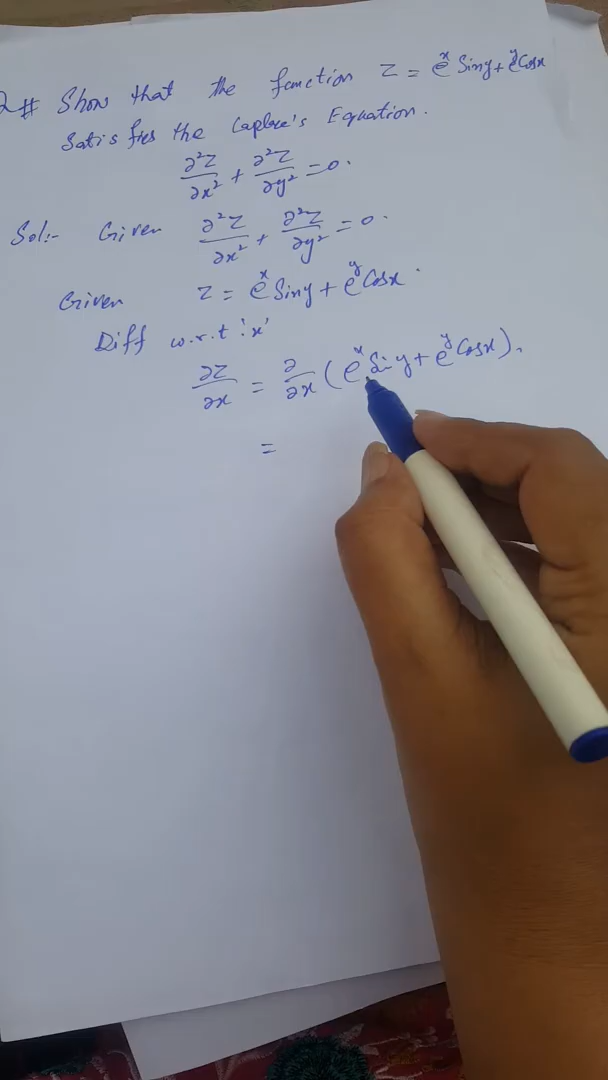 2# Show that the function Z = e^x Siny + e^y Cosx
Satisfies the Laplace's Equation.
∂²Z/∂x² + ∂²Z/∂y² = 0.
Sol:- Given ∂²Z/∂x² + ∂²Z/∂y² = 0.
Given Z = e^x Siny + e^y Cosx.
Diff w.r.t 'x'
∂Z/∂x = ∂/∂x (e^x Siny + e^y Cosx).
=